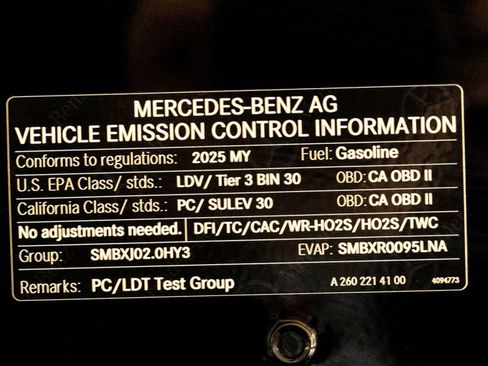 MERCEDES-BENZ AG
VEHICLE EMISSION CONTROL INFORMATION
Conforms to regulations: 2025 MY Fuel: Gasoline
U.S. EPA Class/ stds.: LDV/ Tier 3 BIN 30 OBD: CA OBD II
California Class/ stds.: PC/ SULEV 30 OBD: CA OBD II
No adjustments needed. DFI/TC/CAC/WR-HO2S/HO2S/TWC
Group: SMBXJ02.0HY3 EVAP: SMBXR0095LNA
Remarks: PC/LDT Test Group A 260 221 41 00 4094773